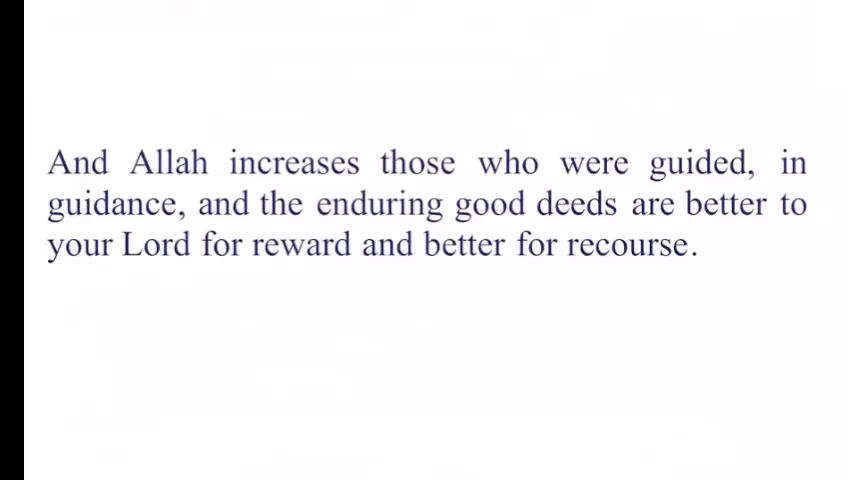 And Allah increases those who were guided, in
guidance, and the enduring good deeds are better to
your Lord for reward and better for recourse.